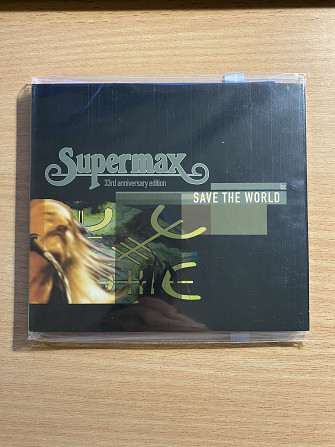 Supermax
33rd anniversary edition
SAVE THE WORLD